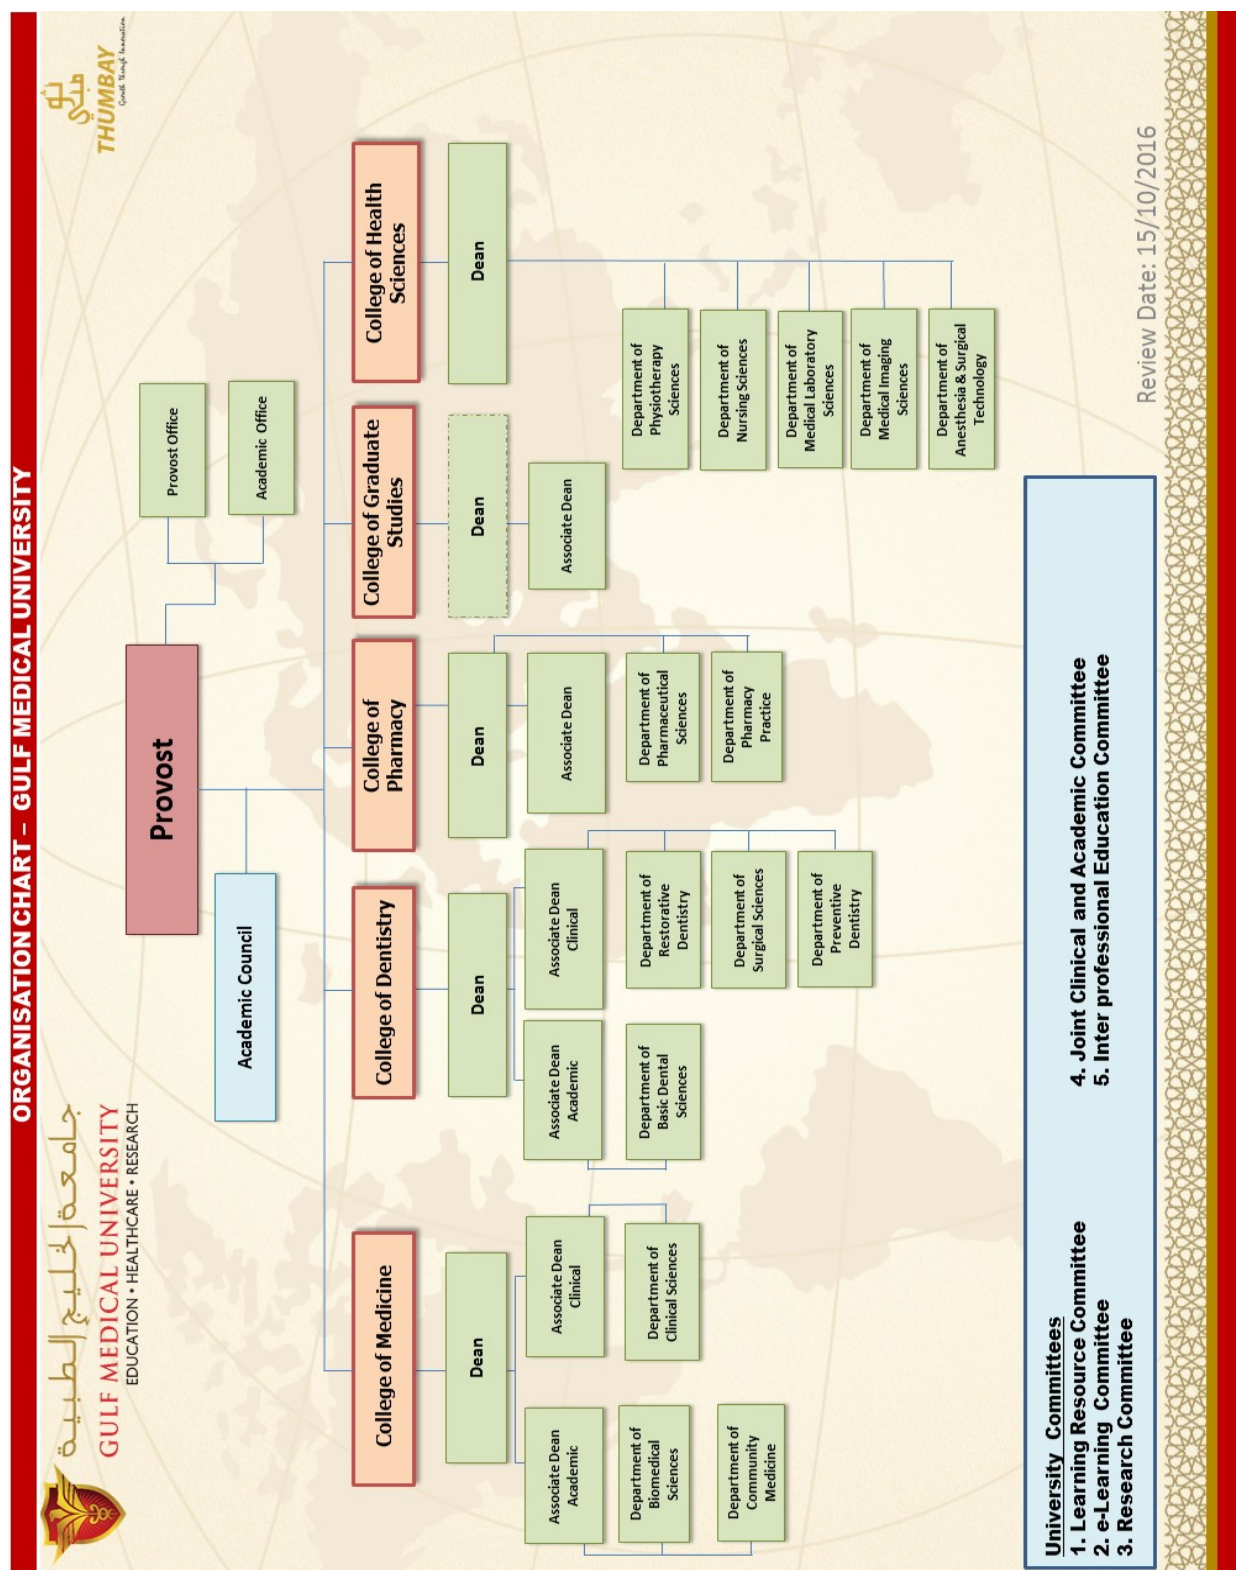 ORGANISATION CHART – GULF MEDICAL UNIVERSITY
جامعة الخليج الطبية
GULF MEDICAL UNIVERSITY
EDUCATION • HEALTHCARE • RESEARCH
ثومبي
THUMBAY
Growth Through Innovation
Provost
Provost Office
Academic Office
Academic Council
College of Medicine
College of Dentistry
College of
Pharmacy
College of Graduate
Studies
College of Health
Sciences
Dean
Dean
Dean
Dean
Dean
Associate Dean
Academic
Associate Dean
Clinical
Associate Dean
Academic
Associate Dean
Clinical
Associate Dean
Associate Dean
Department of
Biomedical
Sciences
Department of
Community
Medicine
Department of
Clinical Sciences
Department of
Basic Dental
Sciences
Department of
Restorative
Dentistry
Department of
Surgical Sciences
Department of
Preventive
Dentistry
Department of
Pharmaceutical
Sciences
Department of
Pharmacy
Practice
Department of
Physiotherapy
Sciences
Department of
Nursing Sciences
Department of
Medical Laboratory
Sciences
Department of
Medical Imaging
Sciences
Department of
Anesthesia & Surgical
Technology
University Committees
1. Learning Resource Committee
2. e-Learning Committee
3. Research Committee
4. Joint Clinical and Academic Committee
5. Inter professional Education Committee
Review Date: 15/10/2016